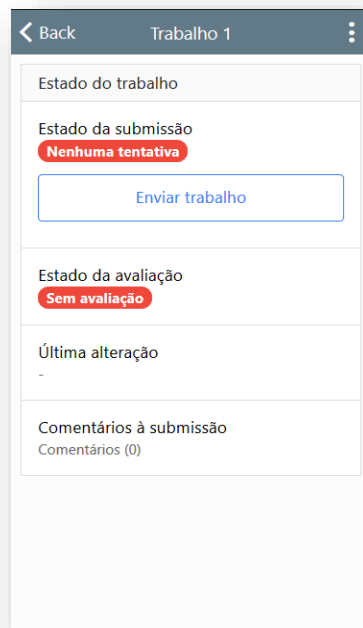 Back
Trabalho 1
Estado do trabalho
Estado da submissão
Nenhuma tentativa
Enviar trabalho
Estado da avaliação
Sem avaliação
Última alteração
-
Comentários à submissão
Comentários (0)